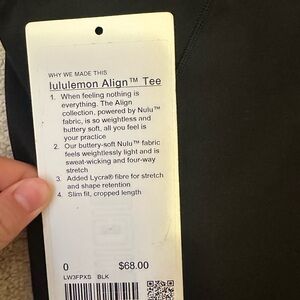 WHY WE MADE THIS
lululemon Align™ Tee
1. When feeling nothing is
everything. The Align
collection, powered by Nulu™
fabric, is so weightless and
buttery soft, all you feel is
your practice
2. Our buttery-soft Nulu™ fabric
feels weightlessly light and is
sweat-wicking and four-way
stretch
3. Added Lycra® fibre for stretch
and shape retention
4. Slim fit, cropped length
0 $68.00
LW3FPXS BLK